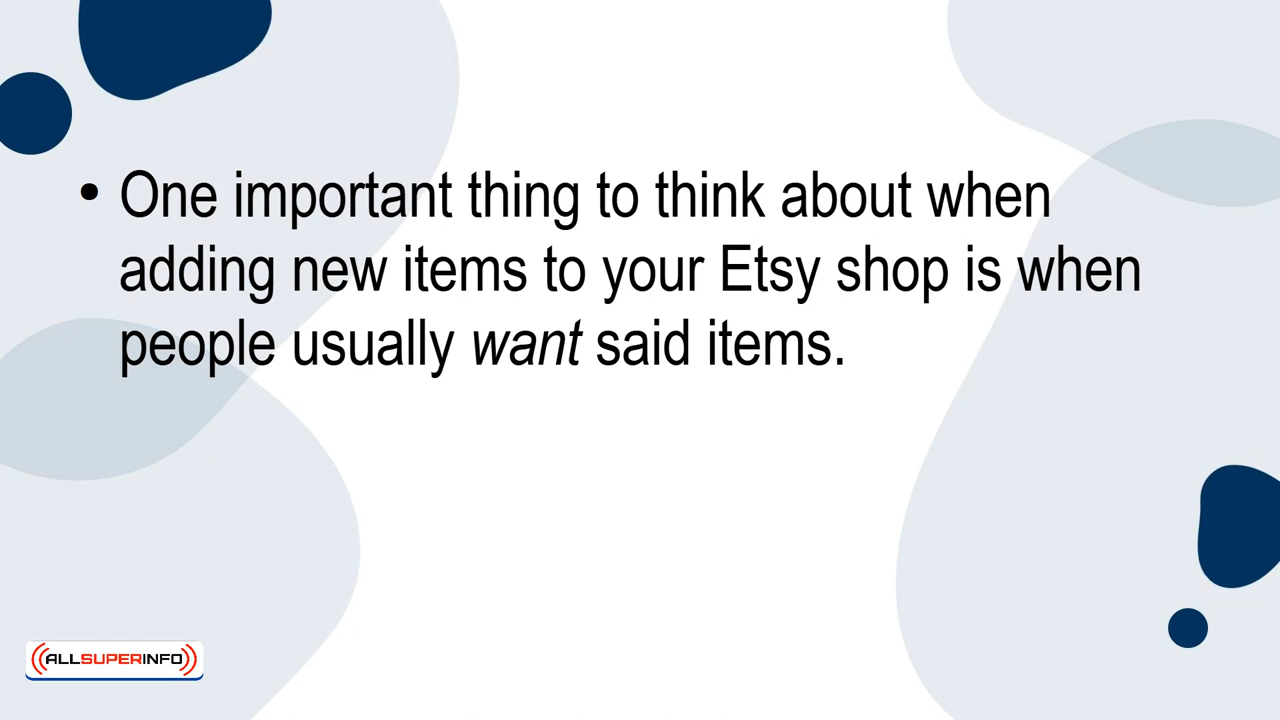 • One important thing to think about when
adding new items to your Etsy shop is when
people usually want said items.
ALLSUPERINFO